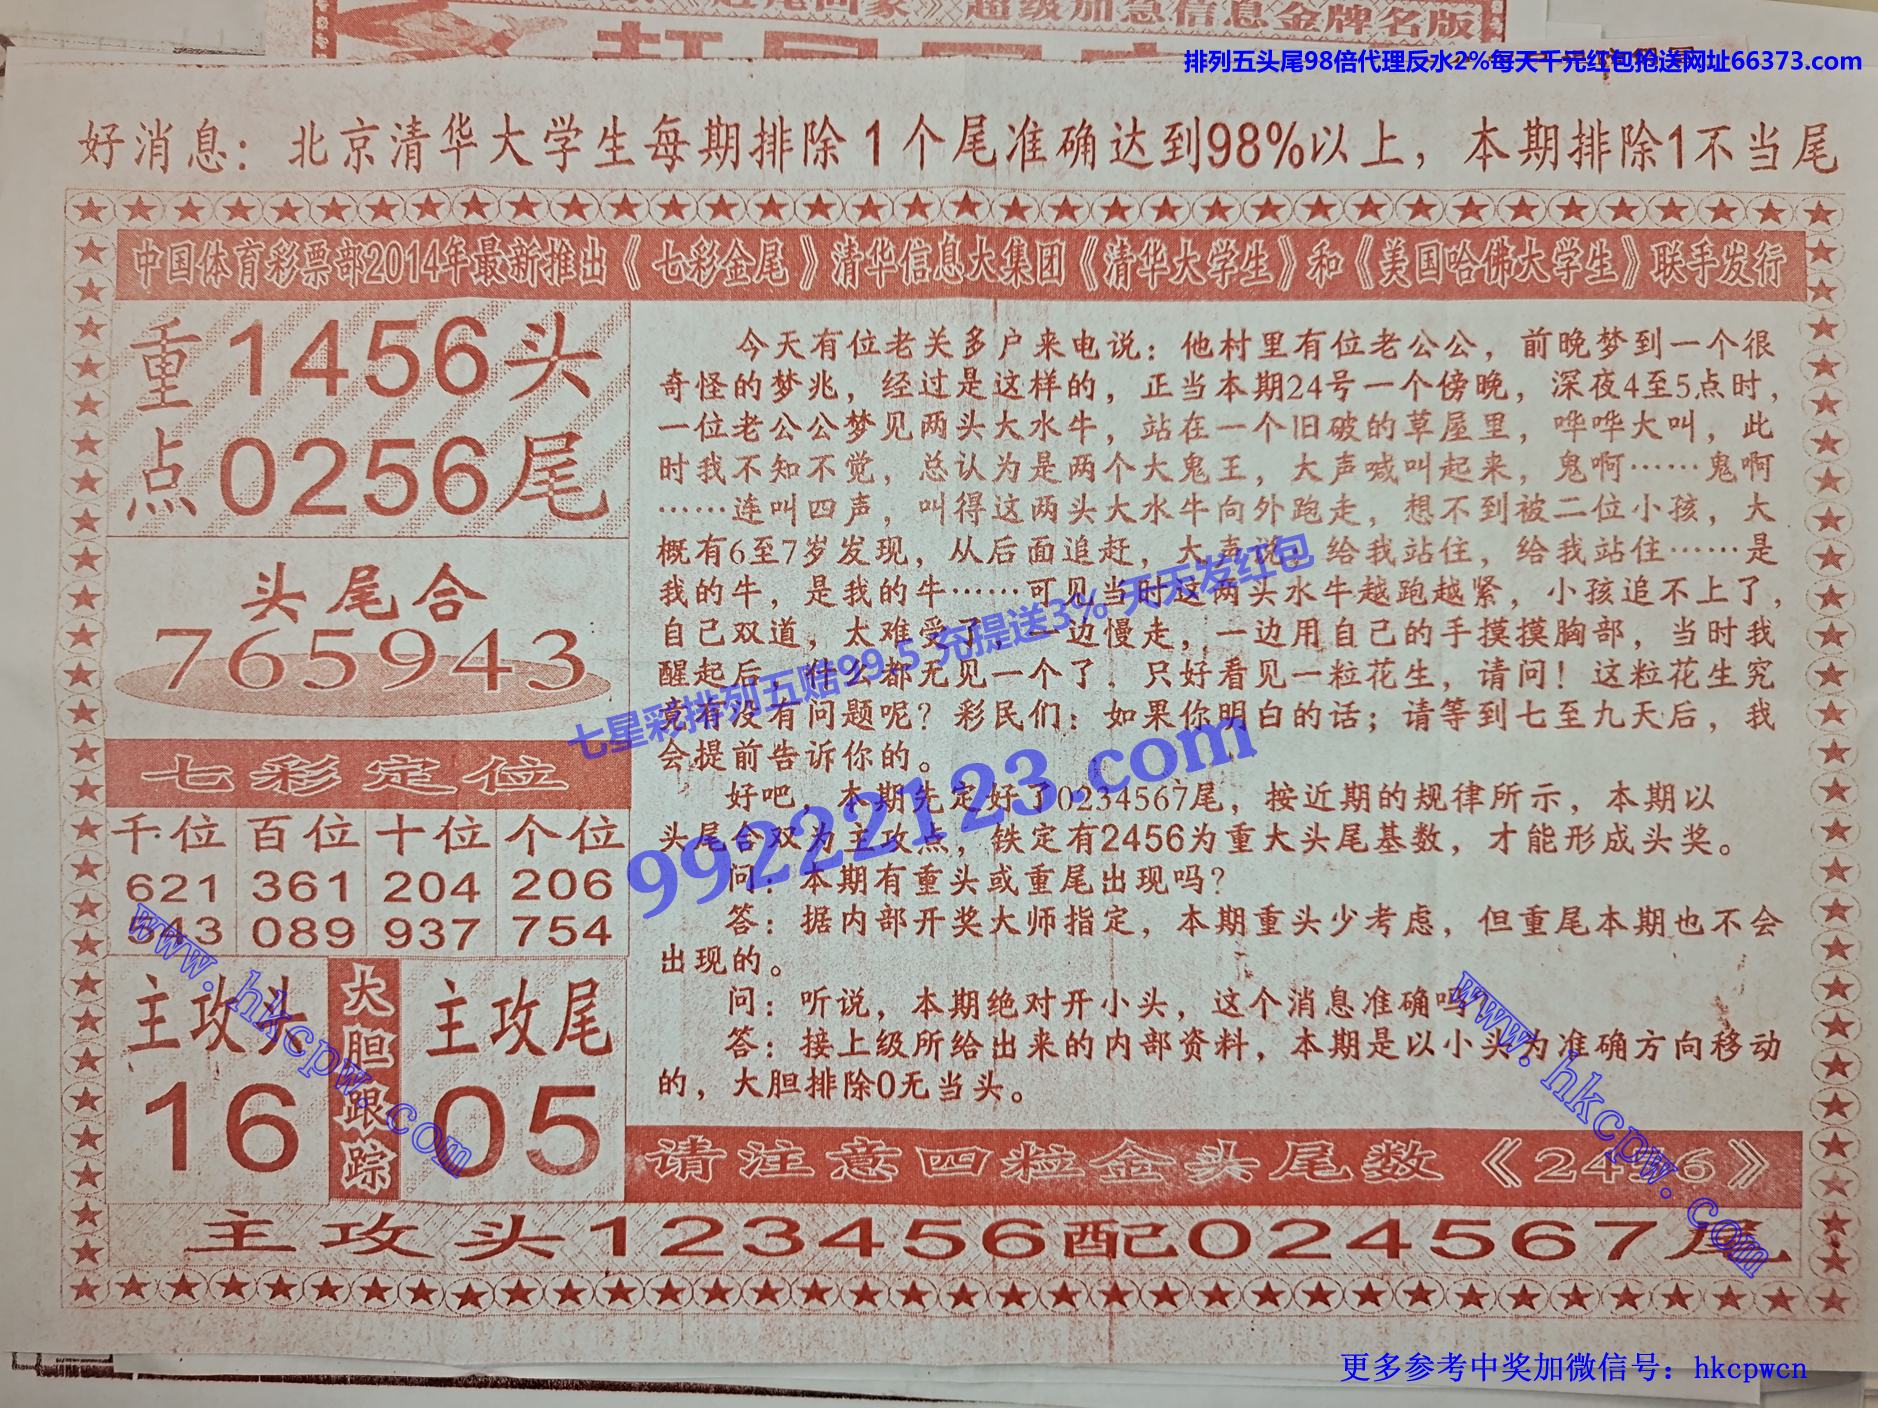 超级加急信息金牌名版
排列五头尾98倍代理反水2%每天千元红包抢送网址66373.com
好消息：北京清华大学生每期排除1个尾准确达到98%以上，本期排除1不当尾
中国体育彩票部2014年最新推出《七彩金尾》清华信息大集团《清华大学生》和《美国哈佛大学生》联手发行
重1456头
点0256尾
头尾合
765943
七彩定位
千位 百位 十位 个位
621 361 204 206
543 089 937 754
主攻头 大胆跟踪 主攻尾
16 05
今天有位老关多户来电说：他村里有位老公公，前晚梦到一个很
奇怪的梦兆，经过是这样的，正当本期24号一个傍晚，深夜4至5点时，
一位老公公梦见两头大水牛，站在一个旧破的草屋里，哗哗大叫，此
时我不知不觉，总认为是两个大鬼王，大声喊叫起来，鬼啊……鬼啊
……连叫四声，叫得这两头大水牛向外跑走，想不到被二位小孩，大
概有6至7岁发现，从后面追赶，大声说；给我站住，给我站住……是
我的牛，是我的牛……可见当时这两头水牛越跑越紧，小孩追不上了，
自己双道，太难受了，一边慢走，一边用自己的手摸摸胸部，当时我
醒起后，什么都无见一个了，只好看见一粒花生，请问！这粒花生究
竟有没有问题呢？彩民们：如果你明白的话；请等到七至九天后，我
会提前告诉你的。
好吧，本期先定好了0234567尾，按近期的规律所示，本期以
头尾合双为主攻点，铁定有2456为重大头尾基数，才能形成头奖。
问：本期有重头或重尾出现吗？
答：据内部开奖大师指定，本期重头少考虑，但重尾本期也不会
出现的。
问：听说，本期绝对开小头，这个消息准确吗
答：接上级所给出来的内部资料，本期是以小头为准确方向移动
的，大胆排除0无当头。
请注意四粒金头尾数《2456》
主攻头123456配024567尾
七星彩排列五赔99.5 充提送3% 天天发红包
99222123.com
www.hkcpw.com
www.hkcpw.com
更多参考中奖加微信号：hkcpwcn